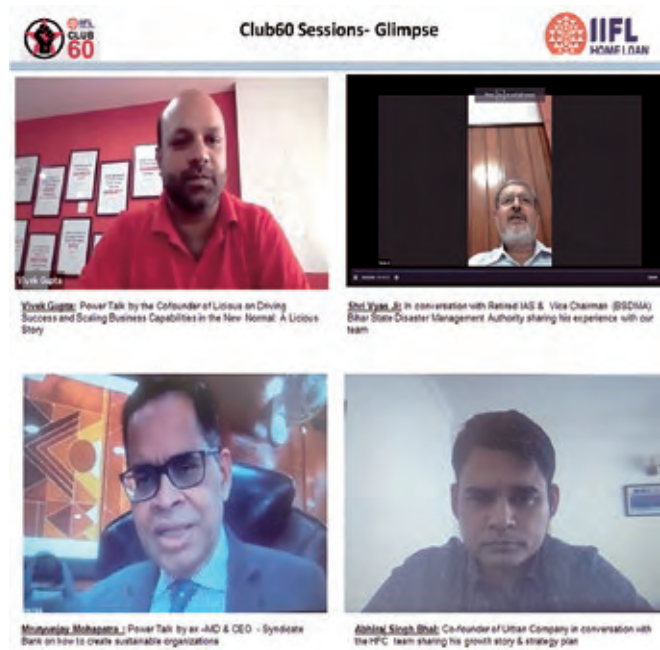 IIFL
CLUB
60
Club60 Sessions- Glimpse
IIFL
HOME LOAN
Vivek Gupta
Vivek Gupta: Power Talk by the Cofounder of Licious on Driving
Success and Scaling Business Capabilities in the New Normal: A Licious
Story
Shri Vyas Ji: in conversation with Retired IAS & Vice Chairman (BSDMA)
Bihar State Disaster Management Authority sharing his experience with our
team
Mrutyunjay Mohapatra : Power Talk by ex –MD & CEO - Syndicate
Bank on how to create sustainable organizations
Abhiraj Singh Bhal: Co-founder of Urban Company in conversation with
the HFC team sharing his growth story & strategy plan